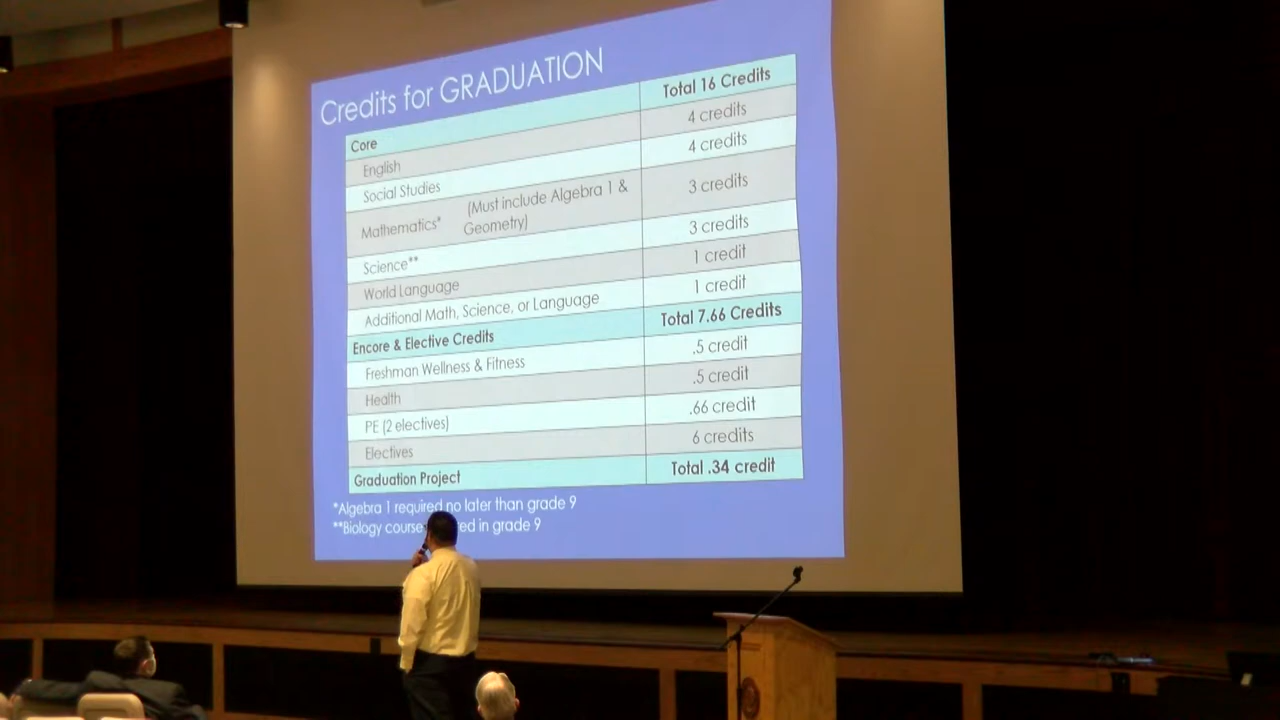 Credits for GRADUATION
Core Total 16 Credits
English 4 credits
Social Studies 4 credits
Mathematics* (Must include Algebra 1 & Geometry) 3 credits
Science** 3 credits
World Language 1 credit
Additional Math, Science, or Language 1 credit
Encore & Elective Credits Total 7.66 Credits
Freshman Wellness & Fitness .5 credit
Health .5 credit
PE (2 electives) .66 credit
Electives 6 credits
Graduation Project Total .34 credit
*Algebra 1 required no later than grade 9
**Biology course ed in grade 9